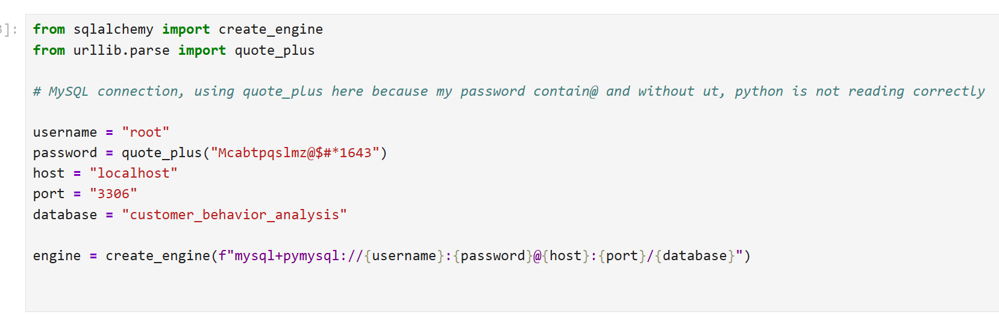 3]:
from sqlalchemy import create_engine
from urllib.parse import quote_plus
# MySQL connection, using quote_plus here because my password contain@ and without ut, python is not reading correctly
username = "root"
password = quote_plus("Mcabtpqslmz@$#*1643")
host = "localhost"
port = "3306"
database = "customer_behavior_analysis"
engine = create_engine(f"mysql+pymysql://{username}:{password}@{host}:{port}/{database}")